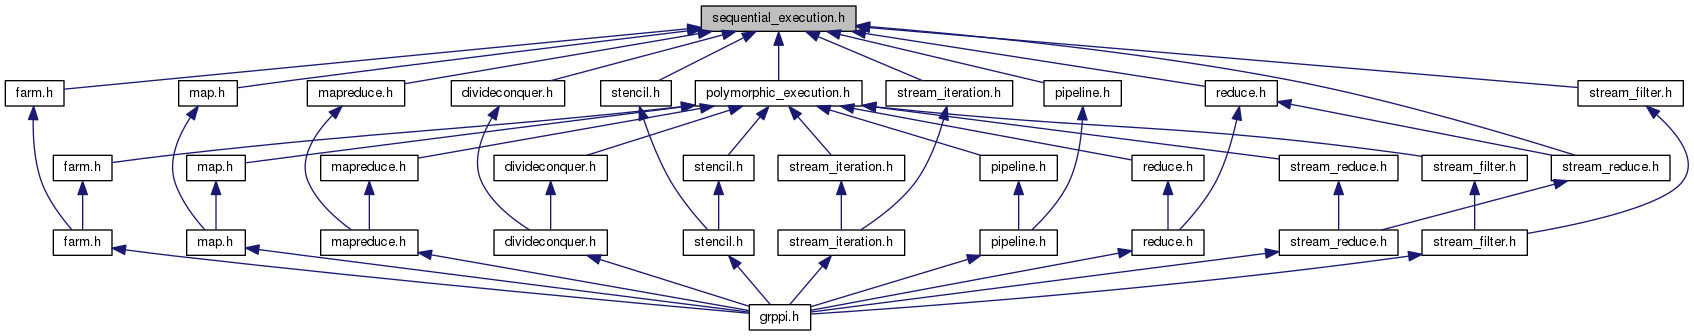 sequential_execution.h
farm.h
map.h
mapreduce.h
divideconquer.h
stencil.h
polymorphic_execution.h
stream_iteration.h
pipeline.h
reduce.h
stream_filter.h
farm.h
map.h
mapreduce.h
divideconquer.h
stencil.h
stream_iteration.h
pipeline.h
reduce.h
stream_reduce.h
stream_filter.h
stream_reduce.h
farm.h
map.h
mapreduce.h
divideconquer.h
stencil.h
stream_iteration.h
pipeline.h
reduce.h
stream_reduce.h
stream_filter.h
grppi.h